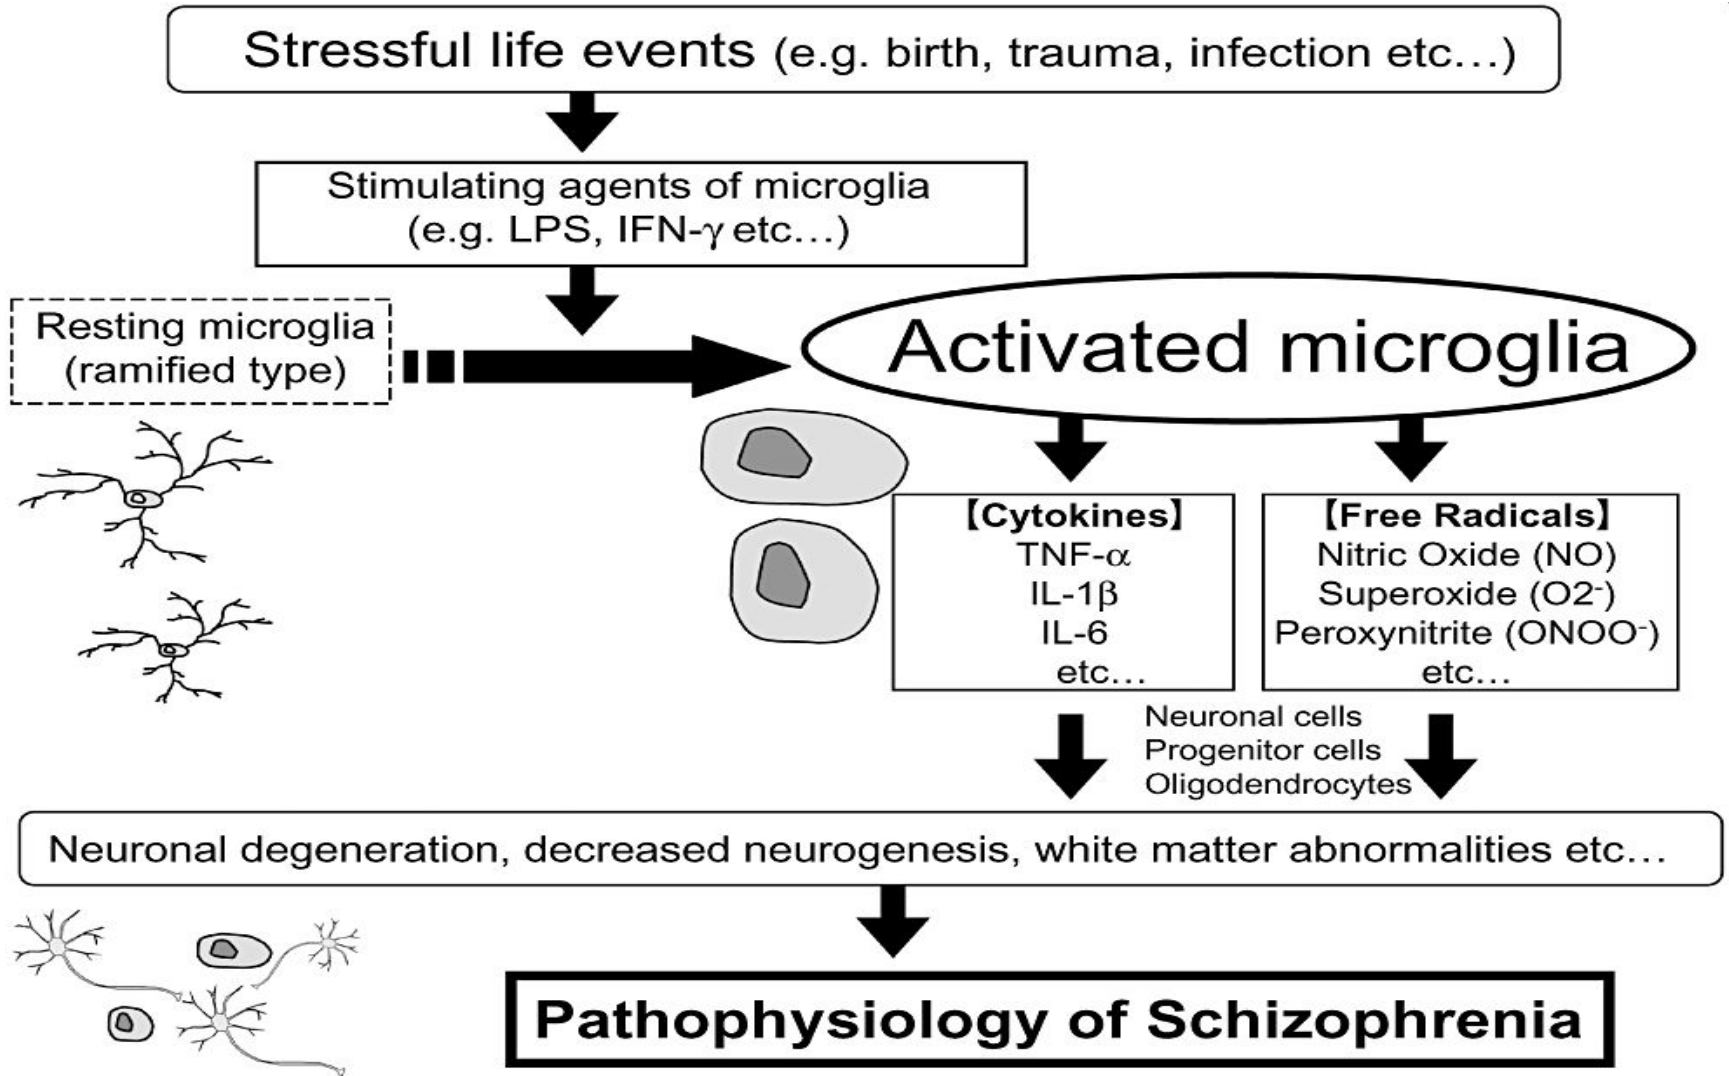 Stressful life events (e.g. birth, trauma, infection etc…)
Stimulating agents of microglia
(e.g. LPS, IFN-γ etc…)
Resting microglia
(ramified type)
Activated microglia
【Cytokines】
TNF-α
IL-1β
IL-6
etc…
【Free Radicals】
Nitric Oxide (NO)
Superoxide (O2⁻)
Peroxynitrite (ONOO⁻)
etc…
Neuronal cells
Progenitor cells
Oligodendrocytes
Neuronal degeneration, decreased neurogenesis, white matter abnormalities etc…
Pathophysiology of Schizophrenia